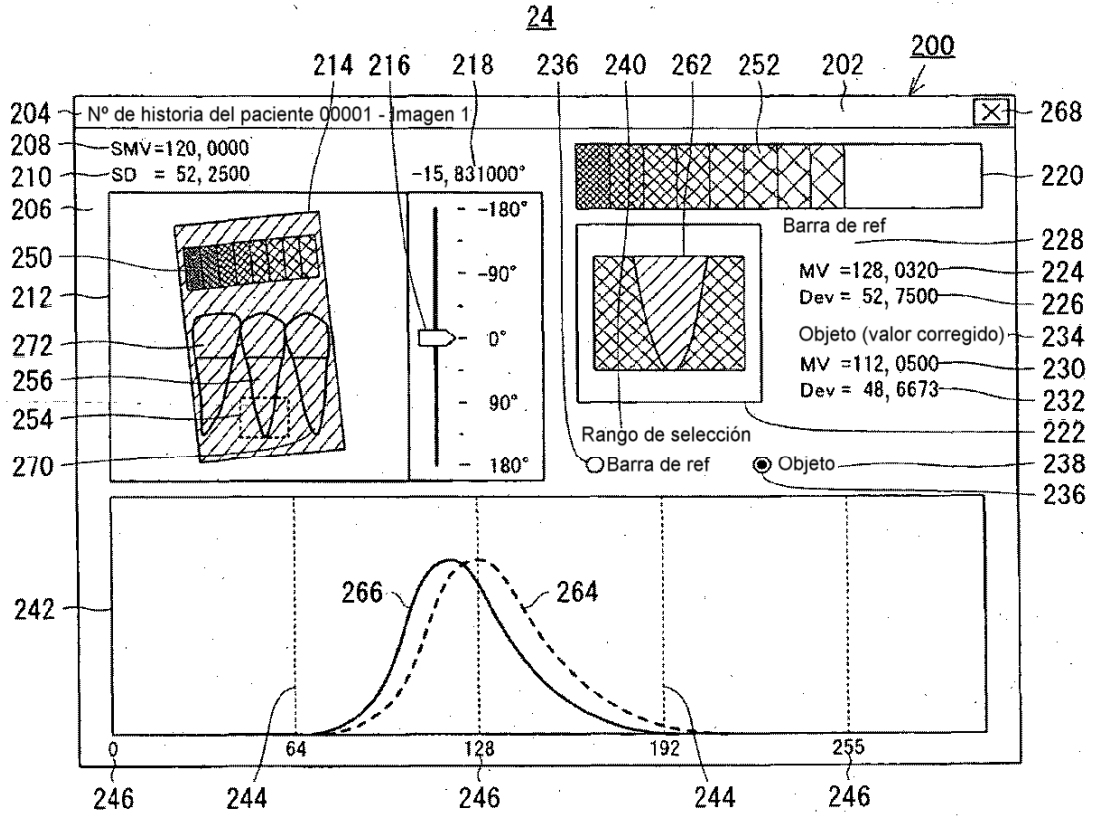 24
200
214 216 218 236 240 262 252 202
204 Nº de historia del paciente 00001 - Imagen 1 268
208 SMV=120,0000
210 SD = 52,2500 -15,831000° 220
206 -180°
Barra de ref 228
250 -90° MV =128,0320 224
212 Dev = 52,7500 226
272 0° Objeto (valor corregido) 234
256 MV =112,0500 230
254 90° Dev = 48,6673 232
Rango de selección 222
270 180° Barra de ref Objeto 238
236
242 266 264
0 64 128 192 255
246 244 246 244 246